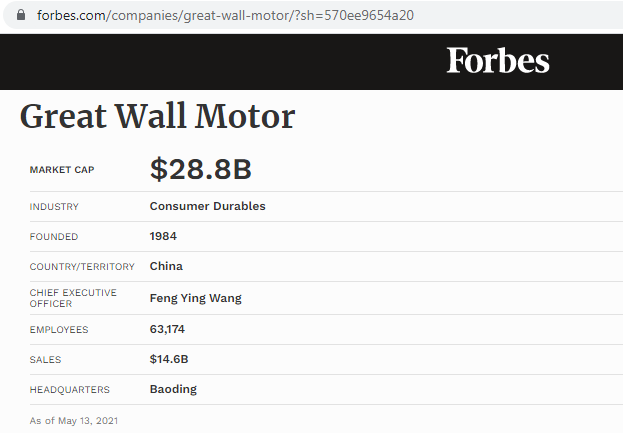 forbes.com/companies/great-wall-motor/?sh=570ee9654a20
Forbes
Great Wall Motor
MARKET CAP $28.8B
INDUSTRY Consumer Durables
FOUNDED 1984
COUNTRY/TERRITORY China
CHIEF EXECUTIVE
OFFICER Feng Ying Wang
EMPLOYEES 63,174
SALES $14.6B
HEADQUARTERS Baoding
As of May 13, 2021